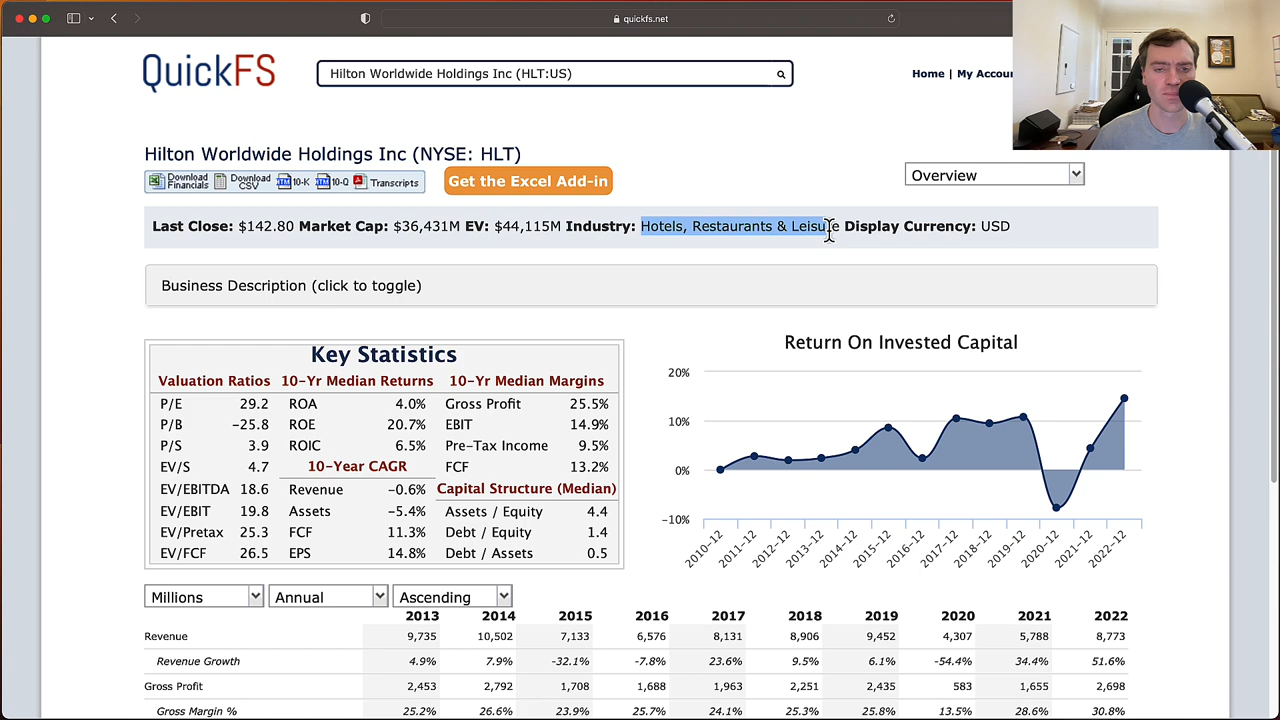 quickfs.net
QuickFS
Hilton Worldwide Holdings Inc (HLT:US)
Home | My Accou
Hilton Worldwide Holdings Inc (NYSE: HLT)
Download Financials Download CSV 10-K 10-Q Transcripts
Get the Excel Add-in
Overview
Last Close: $142.80 Market Cap: $36,431M EV: $44,115M Industry: Hotels, Restaurants & Leisure Display Currency: USD
Business Description (click to toggle)
Key Statistics
Valuation Ratios 10-Yr Median Returns 10-Yr Median Margins
P/E 29.2 ROA 4.0% Gross Profit 25.5%
P/B -25.8 ROE 20.7% EBIT 14.9%
P/S 3.9 ROIC 6.5% Pre-Tax Income 9.5%
EV/S 4.7 10-Year CAGR FCF 13.2%
EV/EBITDA 18.6 Revenue -0.6% Capital Structure (Median)
EV/EBIT 19.8 Assets -5.4% Assets / Equity 4.4
EV/Pretax 25.3 FCF 11.3% Debt / Equity 1.4
EV/FCF 26.5 EPS 14.8% Debt / Assets 0.5
Return On Invested Capital
20%
10%
0%
-10%
2010-12 2011-12 2012-12 2013-12 2014-12 2015-12 2016-12 2017-12 2018-12 2019-12 2020-12 2021-12 2022-12
Millions Annual Ascending
2013 2014 2015 2016 2017 2018 2019 2020 2021 2022
Revenue 9,735 10,502 7,133 6,576 8,131 8,906 9,452 4,307 5,788 8,773
Revenue Growth 4.9% 7.9% -32.1% -7.8% 23.6% 9.5% 6.1% -54.4% 34.4% 51.6%
Gross Profit 2,453 2,792 1,708 1,688 1,963 2,251 2,435 583 1,655 2,698
Gross Margin % 25.2% 26.6% 23.9% 25.7% 24.1% 25.3% 25.8% 13.5% 28.6% 30.8%